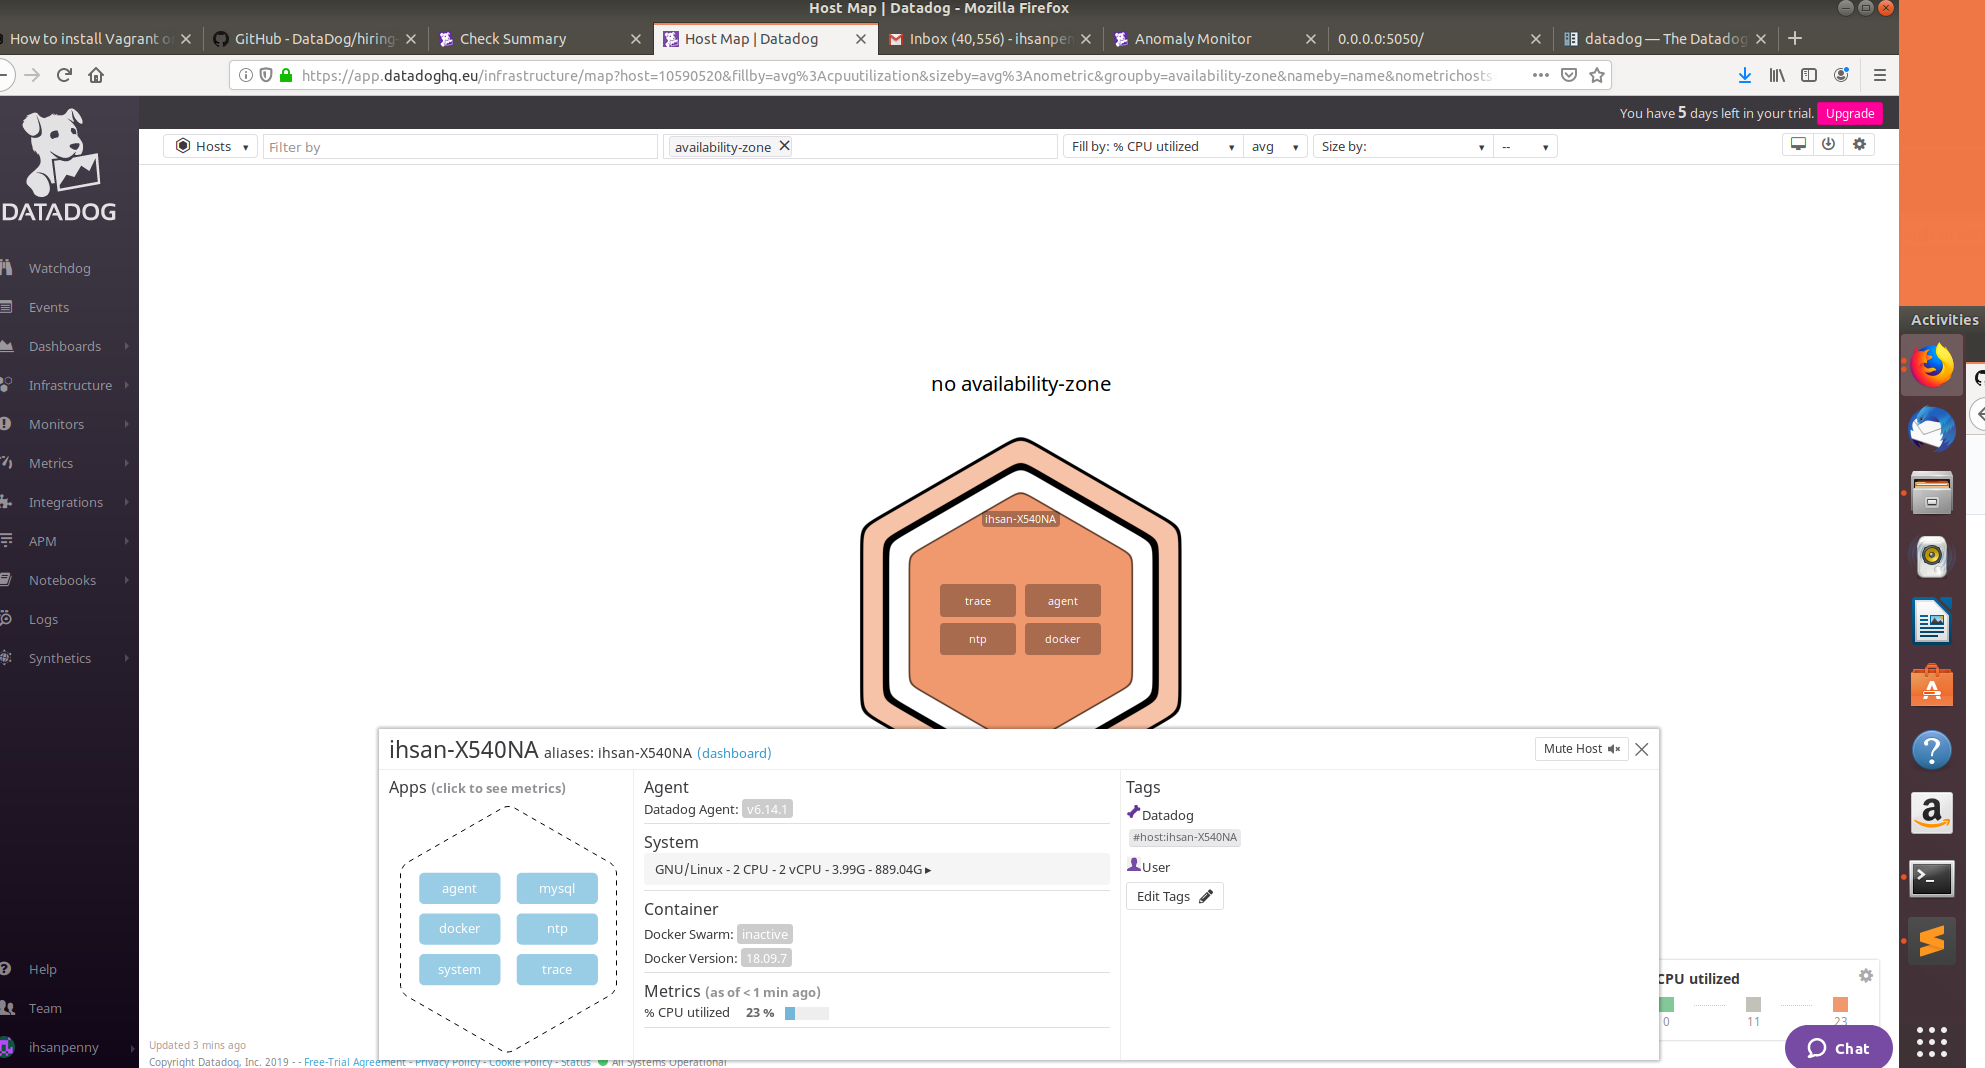 Host Map | Datadog - Mozilla Firefox
How to install Vagrant o
GitHub - DataDog/hiring-
Check Summary
Host Map | Datadog
Inbox (40,556) - ihsanpen
Anomaly Monitor
0.0.0.0:5050/
datadog — The Datadog
https://app.datadoghq.eu/infrastructure/map?host=10590520&fillby=avg%3Acpuutilization&sizeby=avg%3Anometric&groupby=availability-zone&nameby=name&nometrichosts
DATADOG
You have 5 days left in your trial. Upgrade
Hosts
Filter by
availability-zone
Fill by: % CPU utilized
avg
Size by:
--
Watchdog
Events
Dashboards
Infrastructure
Monitors
Metrics
Integrations
APM
Notebooks
Logs
Synthetics
Help
Team
ihsanpenny
Activities
no availability-zone
ihsan-X540NA
trace agent
ntp docker
ihsan-X540NA aliases: ihsan-X540NA (dashboard)
Mute Host
Apps (click to see metrics)
agent mysql
docker ntp
system trace
Agent
Datadog Agent: v6.14.1
System
GNU/Linux - 2 CPU - 2 vCPU - 3.99G - 889.04G
Container
Docker Swarm: inactive
Docker Version: 18.09.7
Metrics (as of < 1 min ago)
% CPU utilized 23 %
Tags
Datadog
#host:ihsan-X540NA
User
Edit Tags
CPU utilized
0 11 23
Chat
Updated 3 mins ago
Copyright Datadog, Inc. 2019 - - Free-Trial Agreement - Privacy Policy - Cookie Policy - Status All Systems Operational